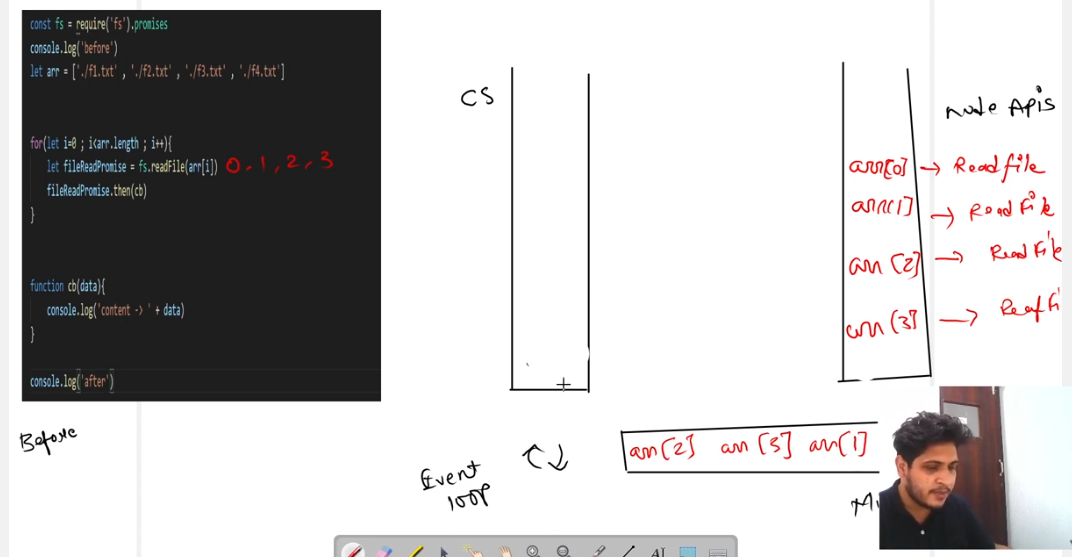 const fs = require('fs').promises
console.log('before')
let arr = ['./f1.txt' , './f2.txt' , './f3.txt' , './f4.txt']
for(let i=0 ; i<arr.length ; i++){
let fileReadPromise = fs.readFile(arr[i]) 0, 1, 2, 3
fileReadPromise.then(cb)
}
function cb(data){
console.log('content -> ' + data)
}
console.log('after')
Before
CS
Node APIs
arr[0] → Readfile
arr[1] → ReadFile
arr[2] → ReadFile
arr[3] → ReafFi
Event
loop
arr[2] arr[3] arr[1]
AI